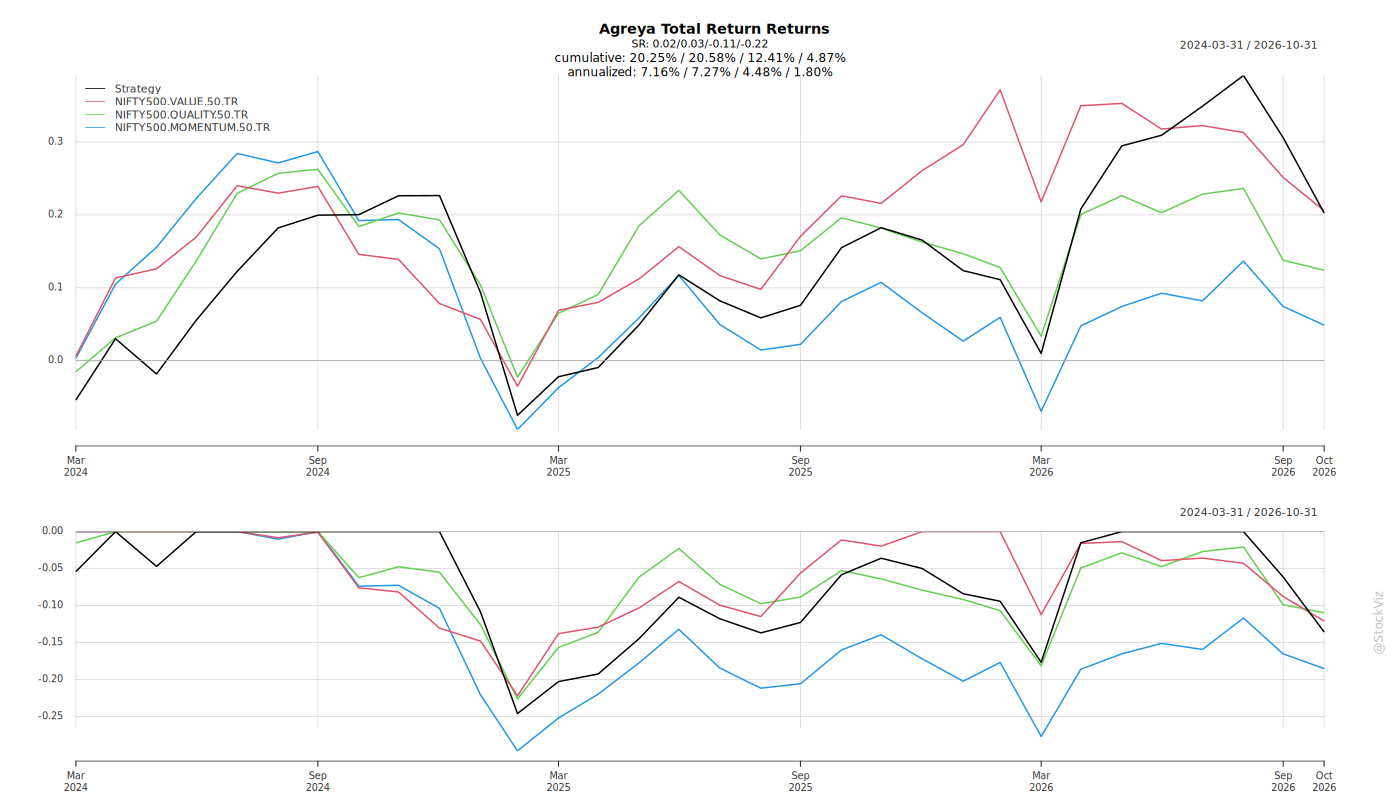 Agreya Total Return Returns
SR: 0.02/0.03/-0.11/-0.22
2024-03-31 / 2026-10-31
cumulative: 20.25% / 20.58% / 12.41% / 4.87%
annualized: 7.16% / 7.27% / 4.48% / 1.80%
Strategy
NIFTY500.VALUE.50.TR
NIFTY500.QUALITY.50.TR
NIFTY500.MOMENTUM.50.TR
0.3
0.2
0.1
0.0
Mar Sep Mar Sep Mar Sep Oct
2024 2024 2025 2025 2026 2026 2026
2024-03-31 / 2026-10-31
0.00
-0.05
-0.10
-0.15
-0.20
-0.25
Mar Sep Mar Sep Mar Sep Oct
2024 2024 2025 2025 2026 2026 2026
@StockViz